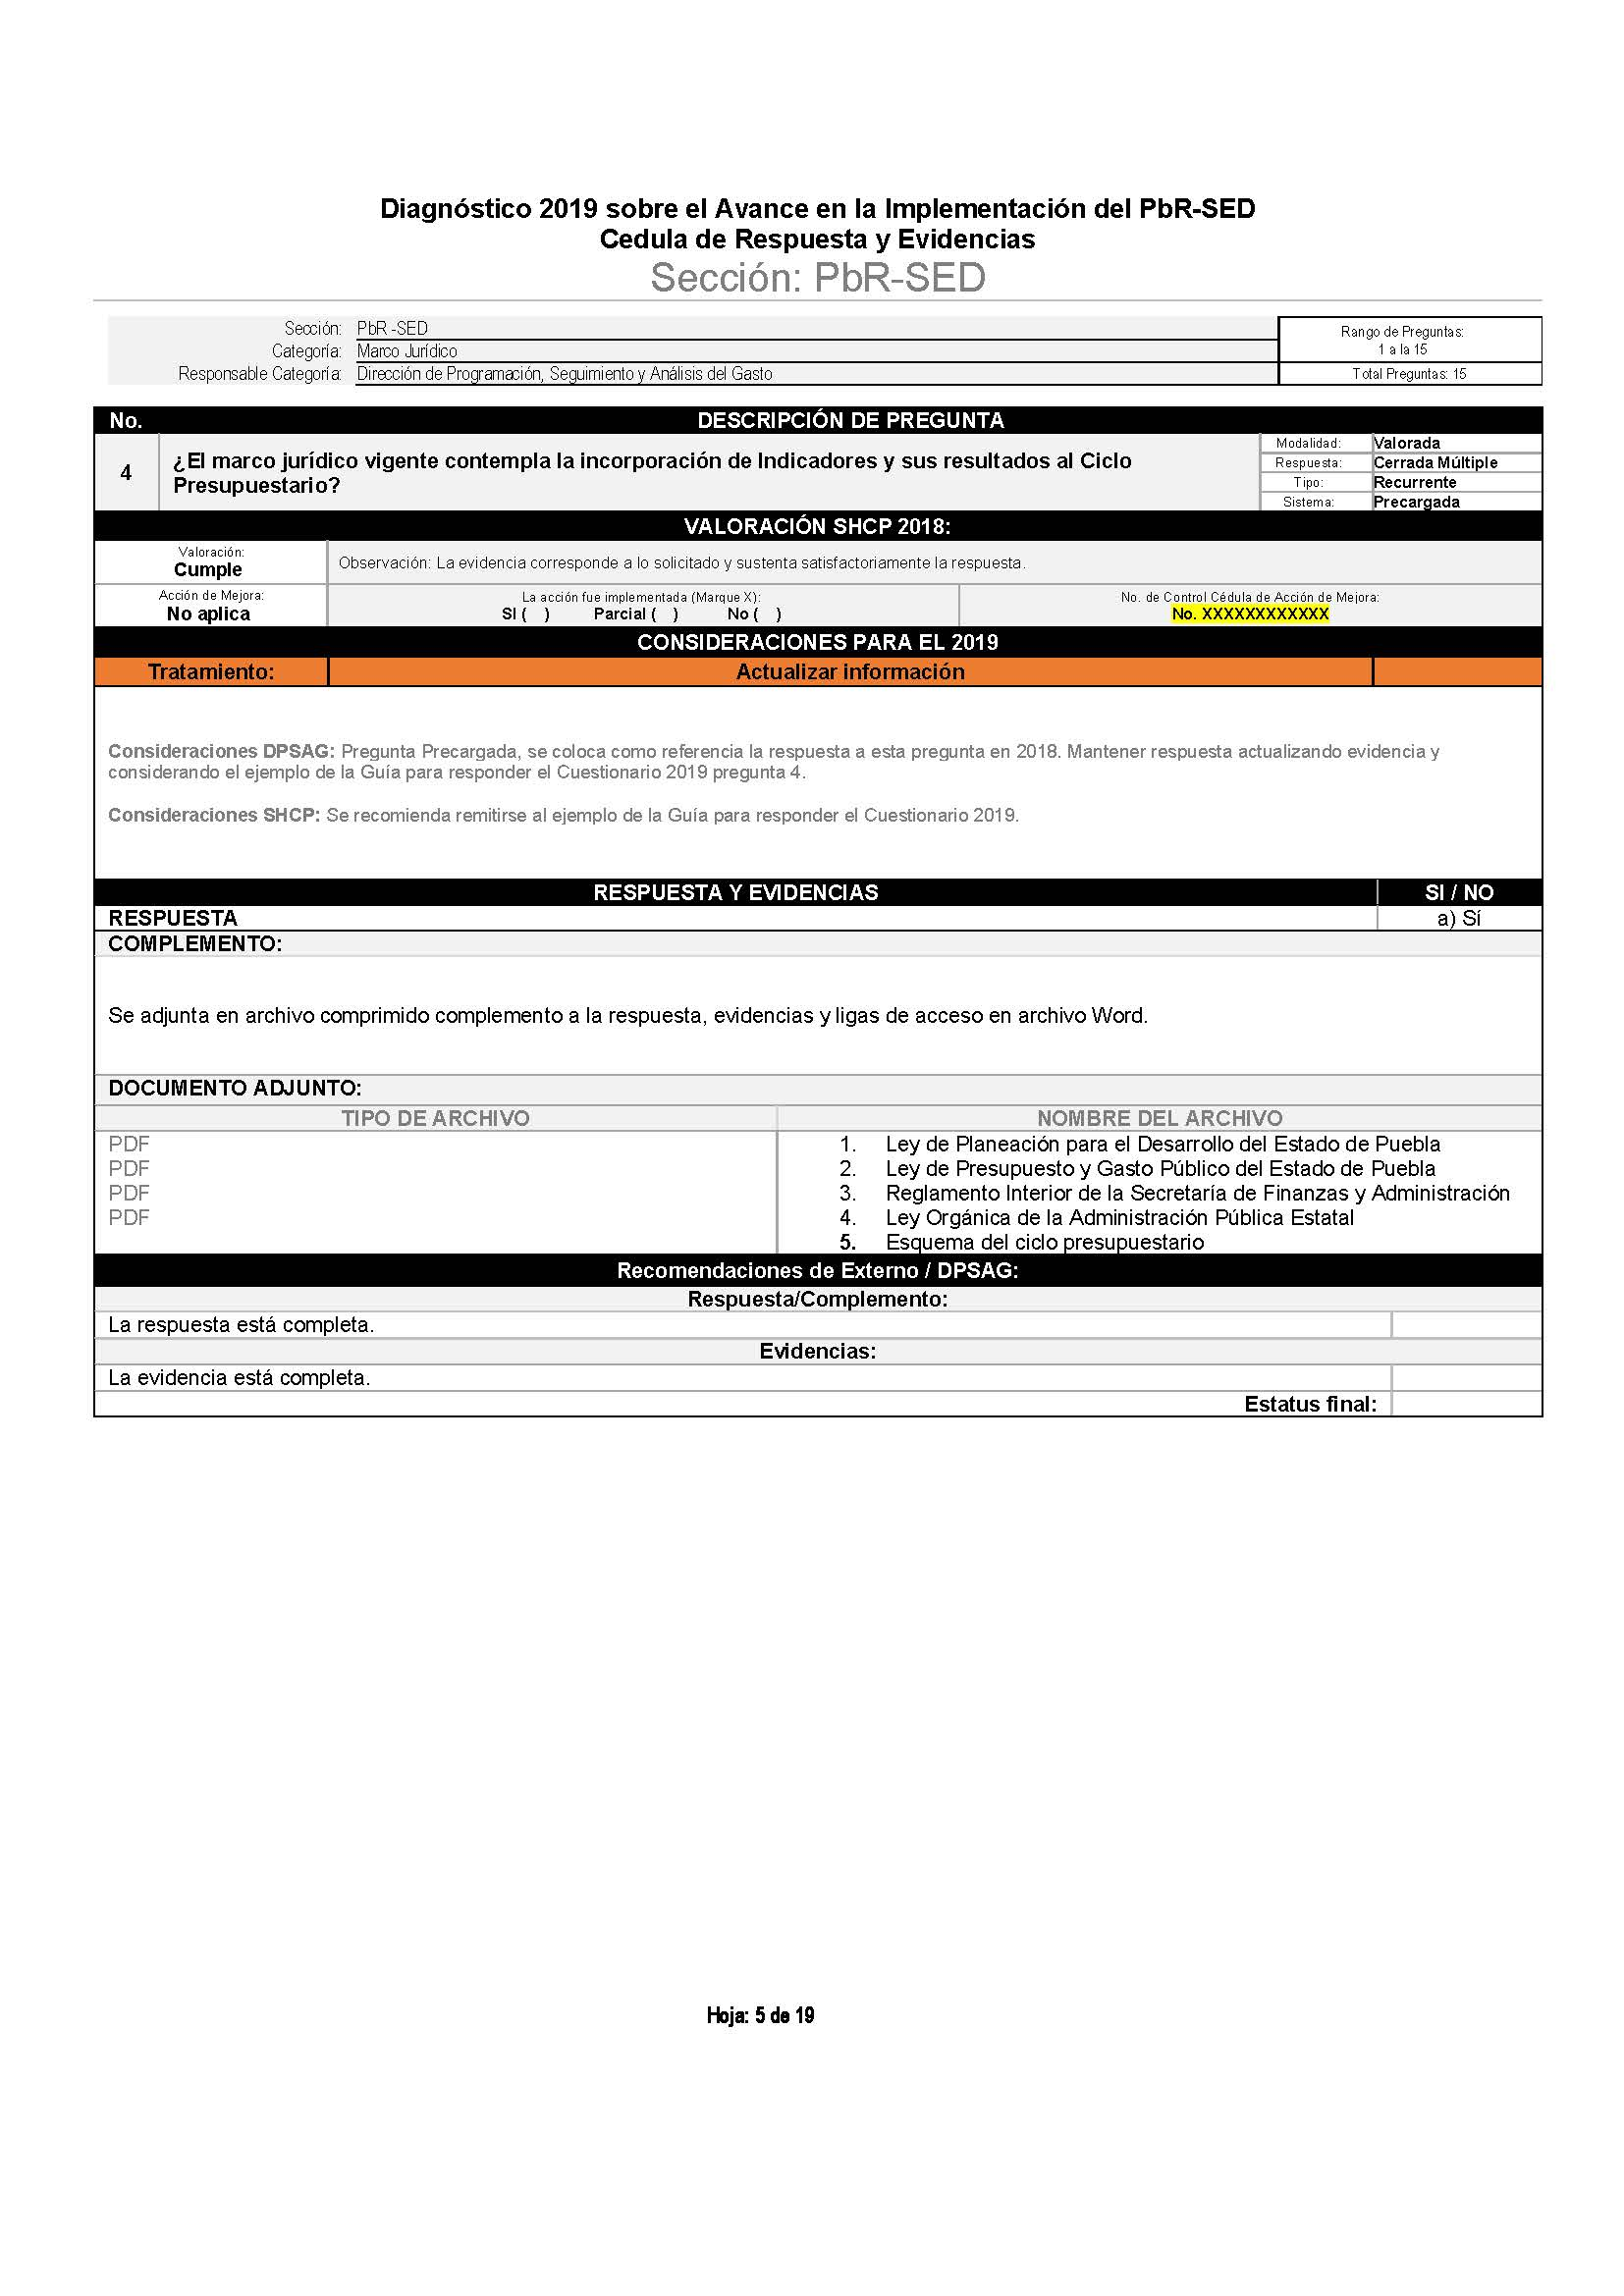 Diagnóstico 2019 sobre el Avance en la Implementación del PbR-SED
Cedula de Respuesta y Evidencias
Sección: PbR-SED
Sección: PbR -SED
Categoría: Marco Jurídico
Responsable Categoría: Dirección de Programación, Seguimiento y Análisis del Gasto
Rango de Preguntas:
1 a la 15
Total Preguntas: 15
No. DESCRIPCIÓN DE PREGUNTA
4
¿El marco jurídico vigente contempla la incorporación de Indicadores y sus resultados al Ciclo
Presupuestario?
Modalidad: Valorada
Respuesta: Cerrada Múltiple
Tipo: Recurrente
Sistema: Precargada
VALORACIÓN SHCP 2018:
Valoración:
Cumple
Observación: La evidencia corresponde a lo solicitado y sustenta satisfactoriamente la respuesta.
Acción de Mejora:
No aplica
La acción fue implementada (Marque X):
SI ( ) Parcial ( ) No ( )
No. de Control Cédula de Acción de Mejora:
No. XXXXXXXXXXXX
CONSIDERACIONES PARA EL 2019
Tratamiento: Actualizar información
Consideraciones DPSAG: Pregunta Precargada, se coloca como referencia la respuesta a esta pregunta en 2018. Mantener respuesta actualizando evidencia y
considerando el ejemplo de la Guía para responder el Cuestionario 2019 pregunta 4.
Consideraciones SHCP: Se recomienda remitirse al ejemplo de la Guía para responder el Cuestionario 2019.
RESPUESTA Y EVIDENCIAS SI / NO
RESPUESTA a) Sí
COMPLEMENTO:
Se adjunta en archivo comprimido complemento a la respuesta, evidencias y ligas de acceso en archivo Word.
DOCUMENTO ADJUNTO:
TIPO DE ARCHIVO NOMBRE DEL ARCHIVO
PDF 1. Ley de Planeación para el Desarrollo del Estado de Puebla
PDF 2. Ley de Presupuesto y Gasto Público del Estado de Puebla
PDF 3. Reglamento Interior de la Secretaría de Finanzas y Administración
PDF 4. Ley Orgánica de la Administración Pública Estatal
5. Esquema del ciclo presupuestario
Recomendaciones de Externo / DPSAG:
Respuesta/Complemento:
La respuesta está completa.
Evidencias:
La evidencia está completa.
Estatus final:
Hoja: 5 de 19